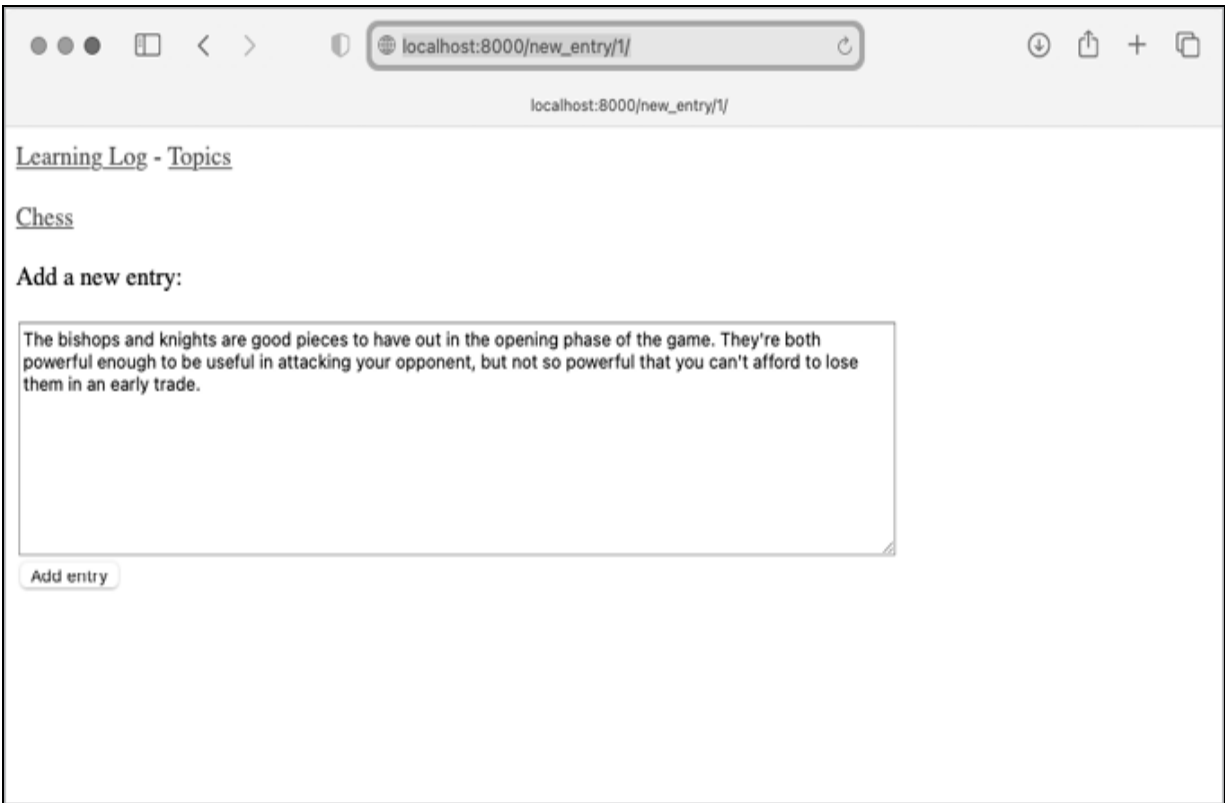 localhost:8000/new_entry/1/
localhost:8000/new_entry/1/
Learning Log - Topics
Chess
Add a new entry:
The bishops and knights are good pieces to have out in the opening phase of the game. They're both
powerful enough to be useful in attacking your opponent, but not so powerful that you can't afford to lose
them in an early trade.
Add entry